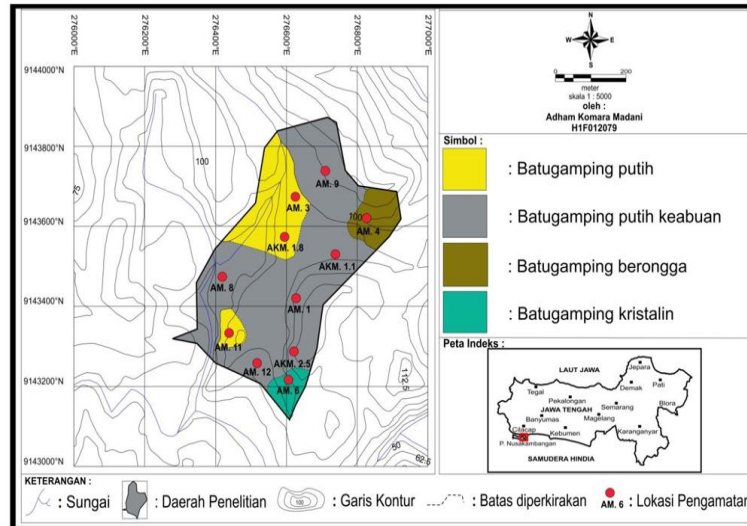 276000°E
276200°E
276400°E
276600°E
276800°E
277000°E
9144000°N
9143800°N
9143600°N
9143400°N
9143200°N
9143000°N
100
75
AM. 9
AM. 3
100
AM. 4
AKM. 1.8
AKM. 1.1
AM. 8
AM. 1
AM. 11
AKM. 2.5
AM. 12
AM. 6
112.5
50
62.5
N
W
E
S
0
200
meter
skala 1 : 5000
oleh :
Adham Komara Madani
H1F012079
Simbol :
: Batugamping putih
: Batugamping putih keabuan
: Batugamping berongga
: Batugamping kristalin
Peta Indeks :
LAUT JAWA
Jepara
Tegal
Demak
Pati
Pekalongan
Blora
JAWA TENGAH
Semarang
Banyumas
Magelang
Cilacap
Kebumen
Karanganyar
P. Nusakambangan
SAMUDERA HINDIA
KETERANGAN :
: Sungai
: Daerah Penelitian
100
: Garis Kontur
: Batas diperkirakan
AM. 6
: Lokasi Pengamatan